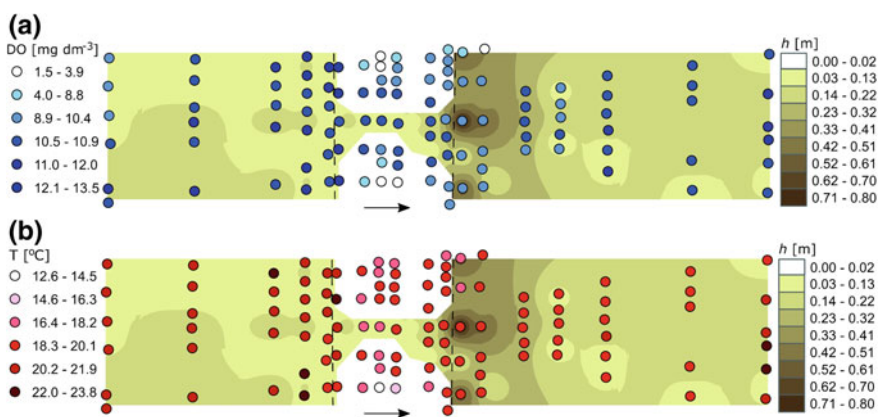 (a)
DO [mg dm-3]
1.5 - 3.9
4.0 - 8.8
8.9 - 10.4
10.5 - 10.9
11.0 - 12.0
12.1 - 13.5
h [m]
0.00 - 0.02
0.03 - 0.13
0.14 - 0.22
0.23 - 0.32
0.33 - 0.41
0.42 - 0.51
0.52 - 0.61
0.62 - 0.70
0.71 - 0.80
(b)
T [ºC]
12.6 - 14.5
14.6 - 16.3
16.4 - 18.2
18.3 - 20.1
20.2 - 21.9
22.0 - 23.8
h [m]
0.00 - 0.02
0.03 - 0.13
0.14 - 0.22
0.23 - 0.32
0.33 - 0.41
0.42 - 0.51
0.52 - 0.61
0.62 - 0.70
0.71 - 0.80